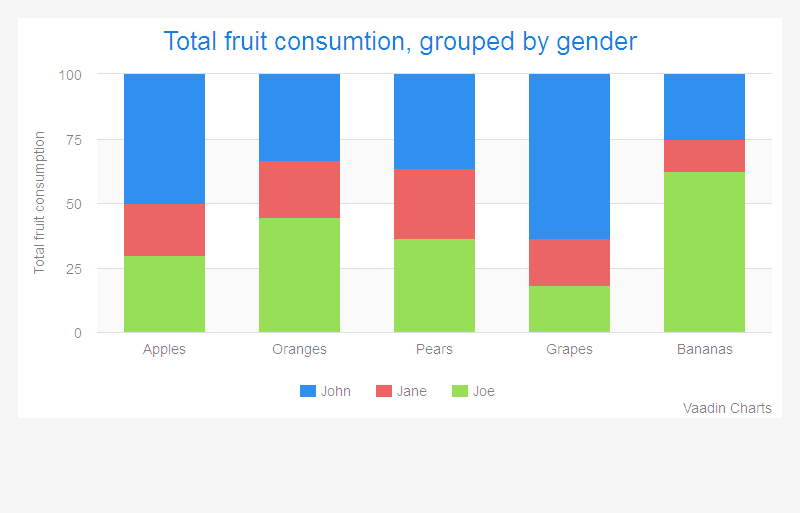 Total fruit consumtion, grouped by gender
Total fruit consumption
100
75
50
25
0
Apples Oranges Pears Grapes Bananas
John Jane Joe
Vaadin Charts